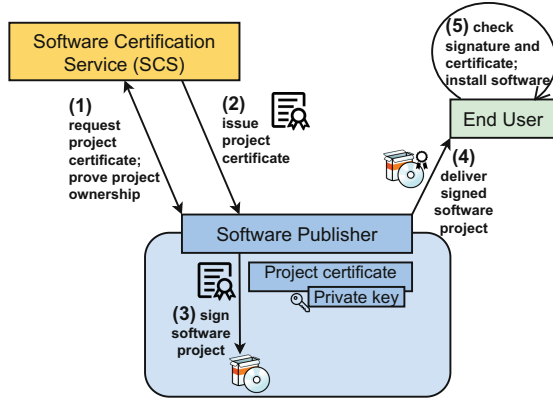 Software Certification
Service (SCS)
(1)
request
project
certificate;
prove project
ownership
(2)
issue
project
certificate
(5) check
signature and
certificate;
install software
End User
(4)
deliver
signed
software
project
Software Publisher
Project certificate
Private key
(3) sign
software
project